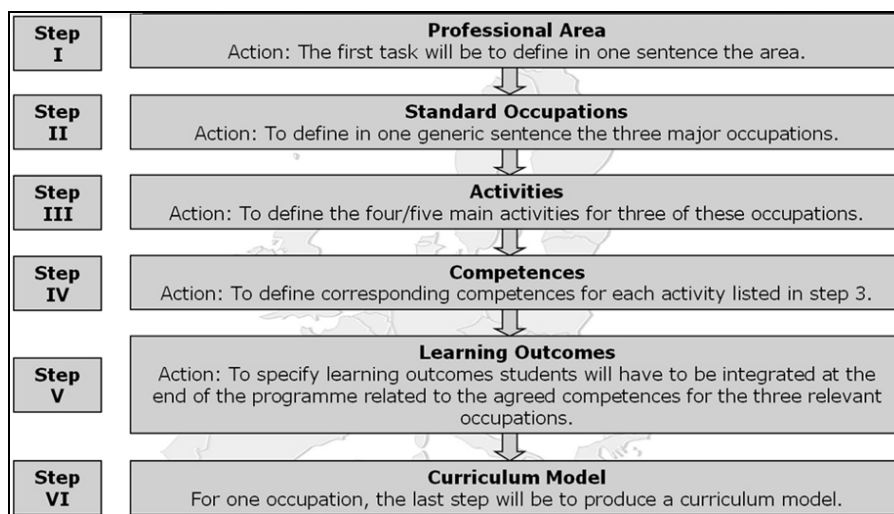 Step
I
Professional Area
Action: The first task will be to define in one sentence the area.
Step
II
Standard Occupations
Action: To define in one generic sentence the three major occupations.
Step
III
Activities
Action: To define the four/five main activities for three of these occupations.
Step
IV
Competences
Action: To define corresponding competences for each activity listed in step 3.
Step
V
Learning Outcomes
Action: To specify learning outcomes students will have to be integrated at the
end of the programme related to the agreed competences for the three relevant
occupations.
Step
VI
Curriculum Model
For one occupation, the last step will be to produce a curriculum model.